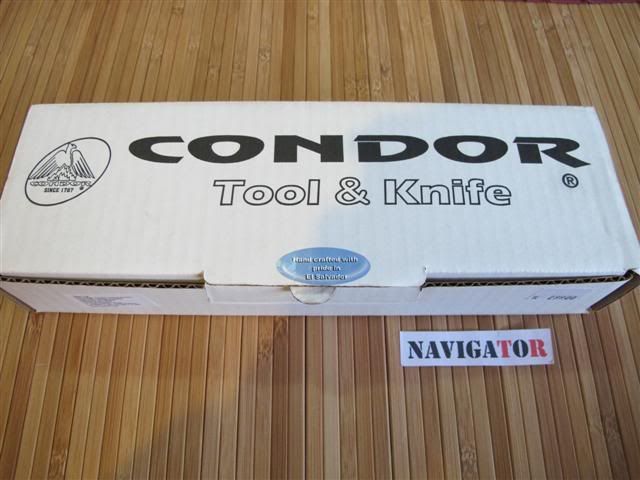 CONDOR
Tool & Knife
®
CONDOR
SINCE 1787
Hand crafted with
pride in
El Salvador
NAVIGATOR